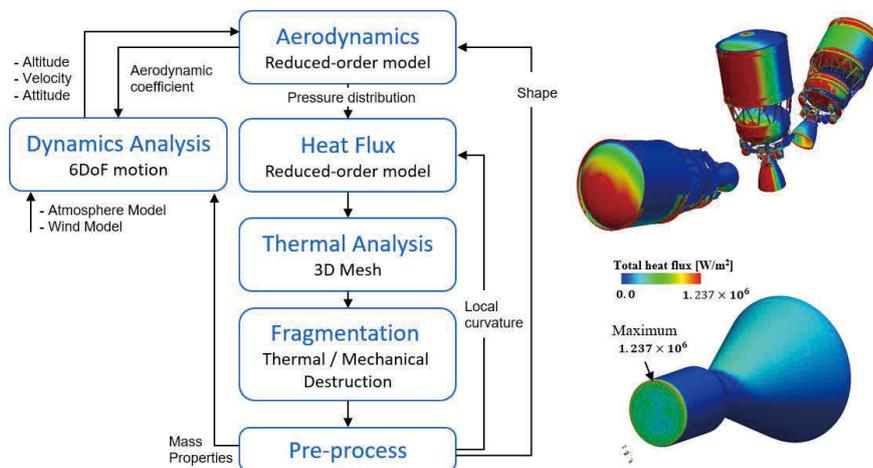 Aerodynamics
Reduced-order model
- Altitude
- Velocity
- Attitude
Aerodynamic
coefficient
Pressure distribution
Shape
Dynamics Analysis
6DoF motion
Heat Flux
Reduced-order model
- Atmosphere Model
- Wind Model
Thermal Analysis
3D Mesh
Local
curvature
Fragmentation
Thermal / Mechanical
Destruction
Mass
Properties
Pre-process
Total heat flux [W/m²]
0.0 1.237 × 10⁶
Maximum
1.237 × 10⁶